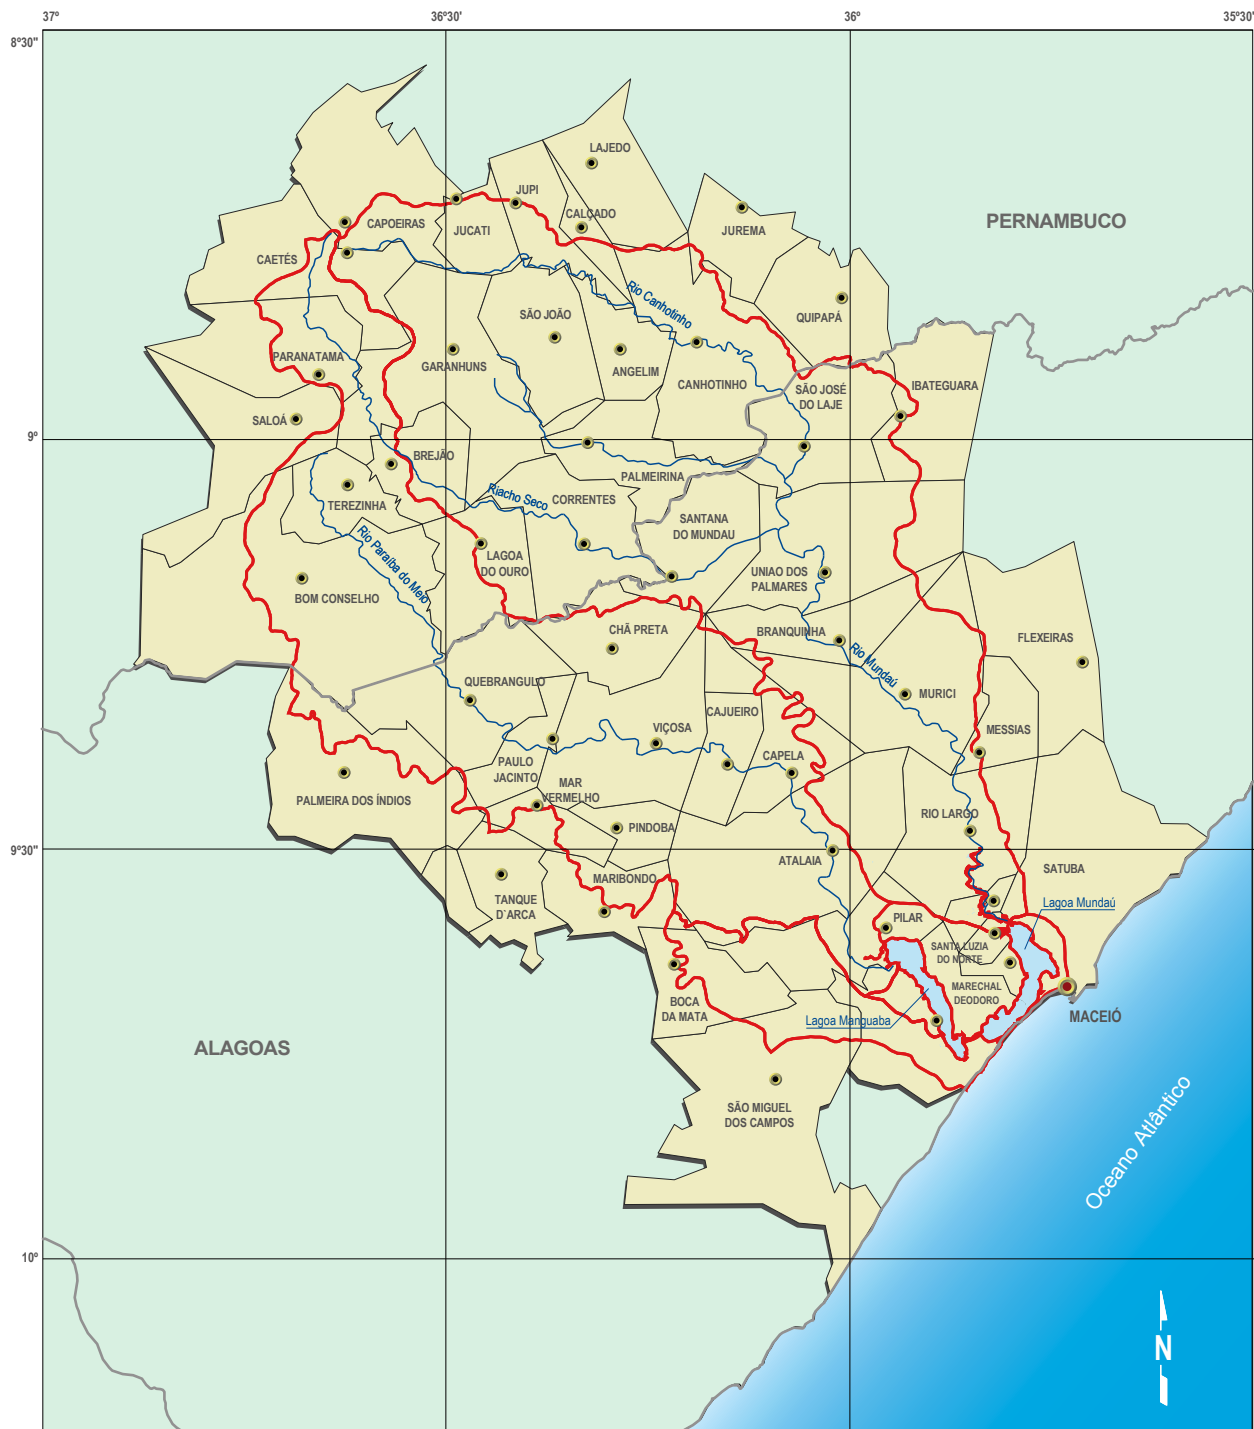 37º
36º30'
36º
35º30'
8º30"
LAJEDO
JUPI
CALÇADO
CAPOEIRAS
JUCATI
JUREMA
PERNAMBUCO
CAETÉS
Rio Canhotinho
SÃO JOÃO
QUIPAPÁ
PARANATAMA
GARANHUNS
ANGELIM
CANHOTINHO
SÃO JOSÉ
DO LAJE
IBATEGUARA
SALOÁ
9º
BREJÃO
PALMEIRINA
TEREZINHA
Riacho Seco
CORRENTES
SANTANA
DO MUNDAU
Rio Paraíba do Meio
LAGOA
DO OURO
UNIAO DOS
PALMARES
BOM CONSELHO
CHÃ PRETA
BRANQUINHA
FLEXEIRAS
Rio Mundaú
QUEBRANGULO
MURICI
CAJUEIRO
VIÇOSA
MESSIAS
CAPELA
PAULO
JACINTO
MAR
VERMELHO
PALMEIRA DOS ÍNDIOS
PINDOBA
RIO LARGO
9º30"
ATALAIA
SATUBA
MARIBONDO
TANQUE
D`ARCA
Lagoa Mundaú
PILAR
SANTA LUZIA
DO NORTE
MARECHAL
DEODORO
BOCA
DA MATA
Lagoa Manguaba
MACEIÓ
ALAGOAS
SÃO MIGUEL
DOS CAMPOS
Oceano Atlântico
10º
N